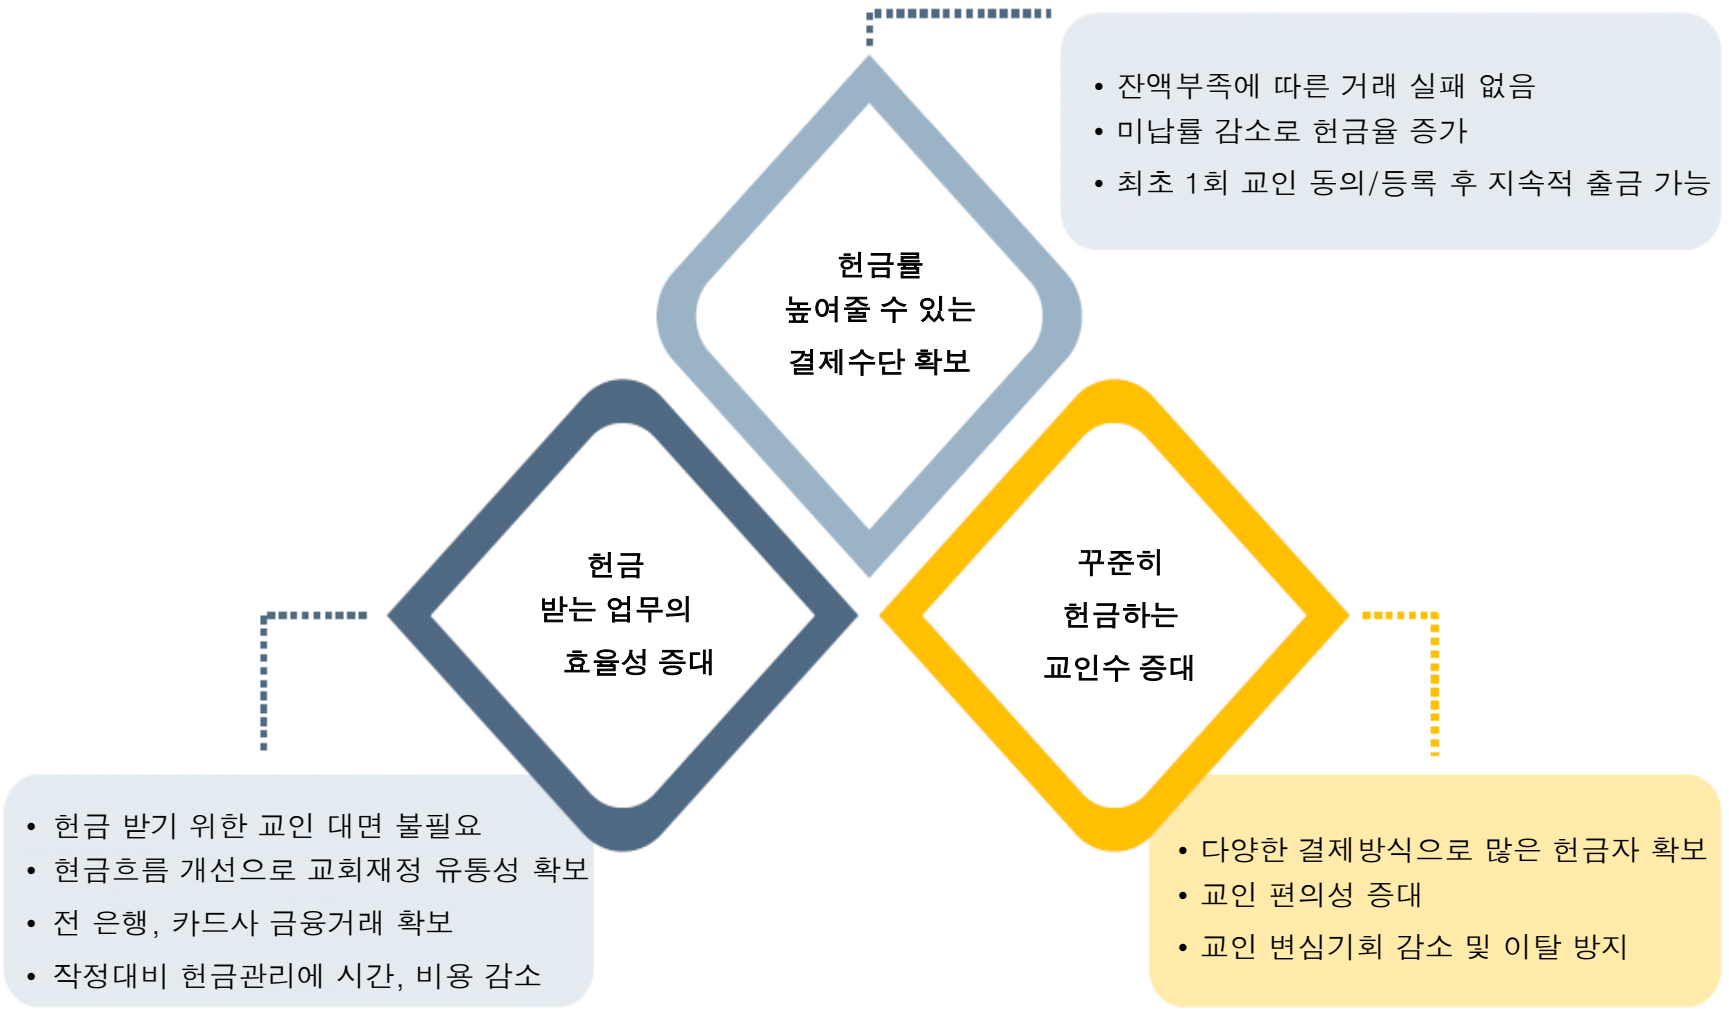 • 잔액부족에 따른 거래 실패 없음
• 미납률 감소로 헌금율 증가
• 최초 1회 교인 동의/등록 후 지속적 출금 가능
헌금률
높여줄 수 있는
결제수단 확보
헌금
받는 업무의
효율성 증대
꾸준히
헌금하는
교인수 증대
• 헌금 받기 위한 교인 대면 불필요
• 현금흐름 개선으로 교회재정 유통성 확보
• 전 은행, 카드사 금융거래 확보
• 작정대비 헌금관리에 시간, 비용 감소
• 다양한 결제방식으로 많은 헌금자 확보
• 교인 편의성 증대
• 교인 변심기회 감소 및 이탈 방지